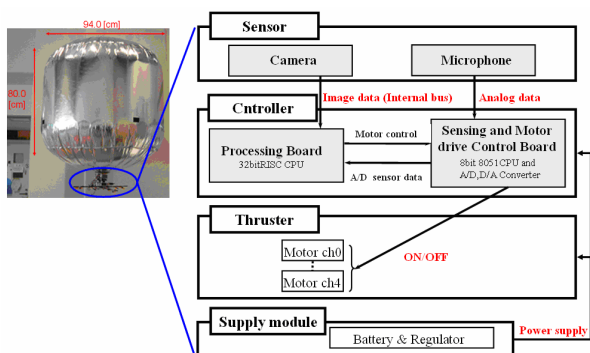 94.0 [cm]
80.0
[cm]
Sensor
Camera
Microphone
Image data (Internal bus)
Analog data
Cntroller
Processing Board
32bitRISC CPU
Motor control
A/D sensor data
Sensing and Motor
drive Control Board
8bit 8051CPU and
A/D,D/A Converter
Thruster
Motor ch0
Motor ch4
ON/OFF
Supply module
Battery & Regulator
Power supply